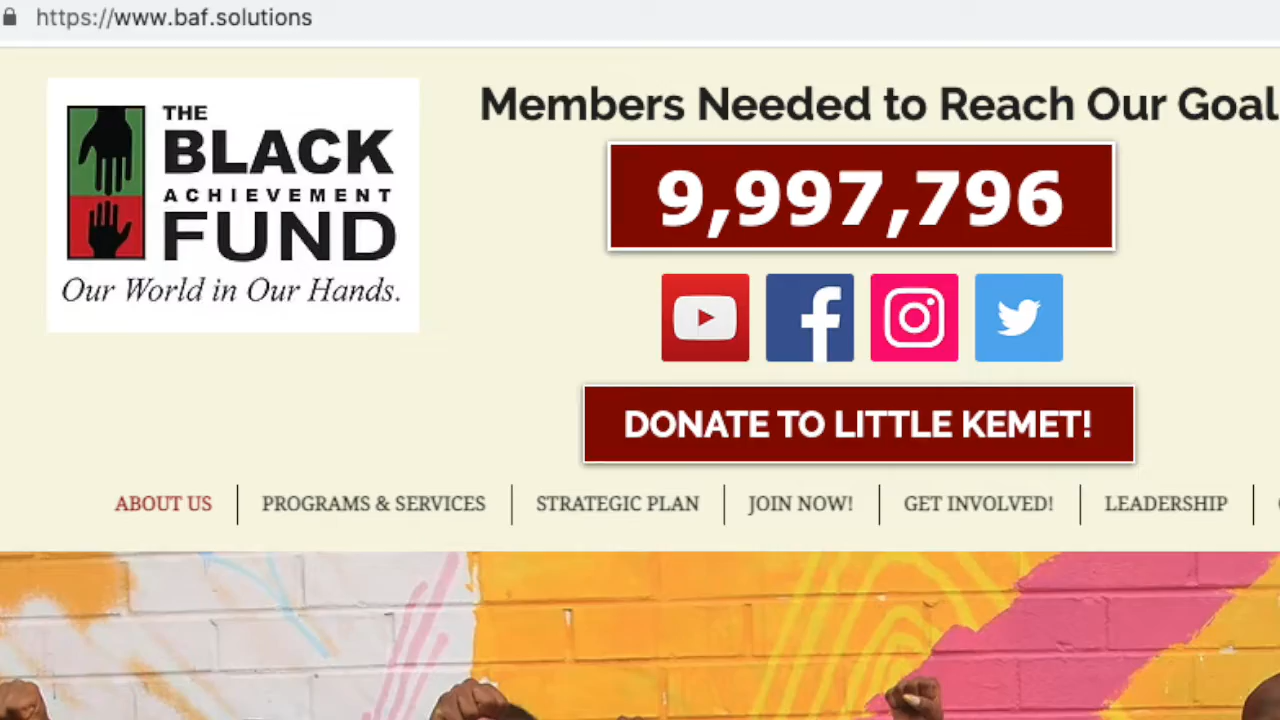 https://www.baf.solutions
THE
BLACK
ACHIEVEMENT
FUND
Our World in Our Hands.
Members Needed to Reach Our Goal
9,997,796
DONATE TO LITTLE KEMET!
ABOUT US
PROGRAMS & SERVICES
STRATEGIC PLAN
JOIN NOW!
GET INVOLVED!
LEADERSHIP